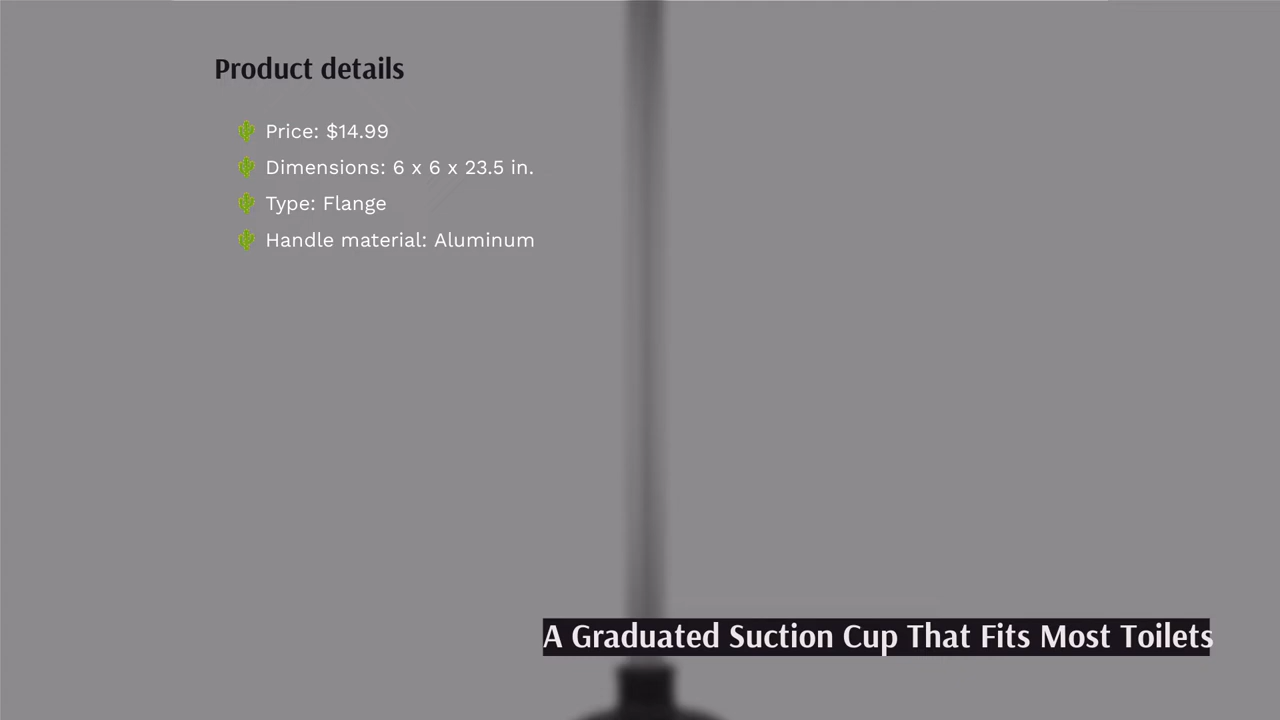 Product details
Price: $14.99
Dimensions: 6 x 6 x 23.5 in.
Type: Flange
Handle material: Aluminum
A Graduated Suction Cup That Fits Most Toilets